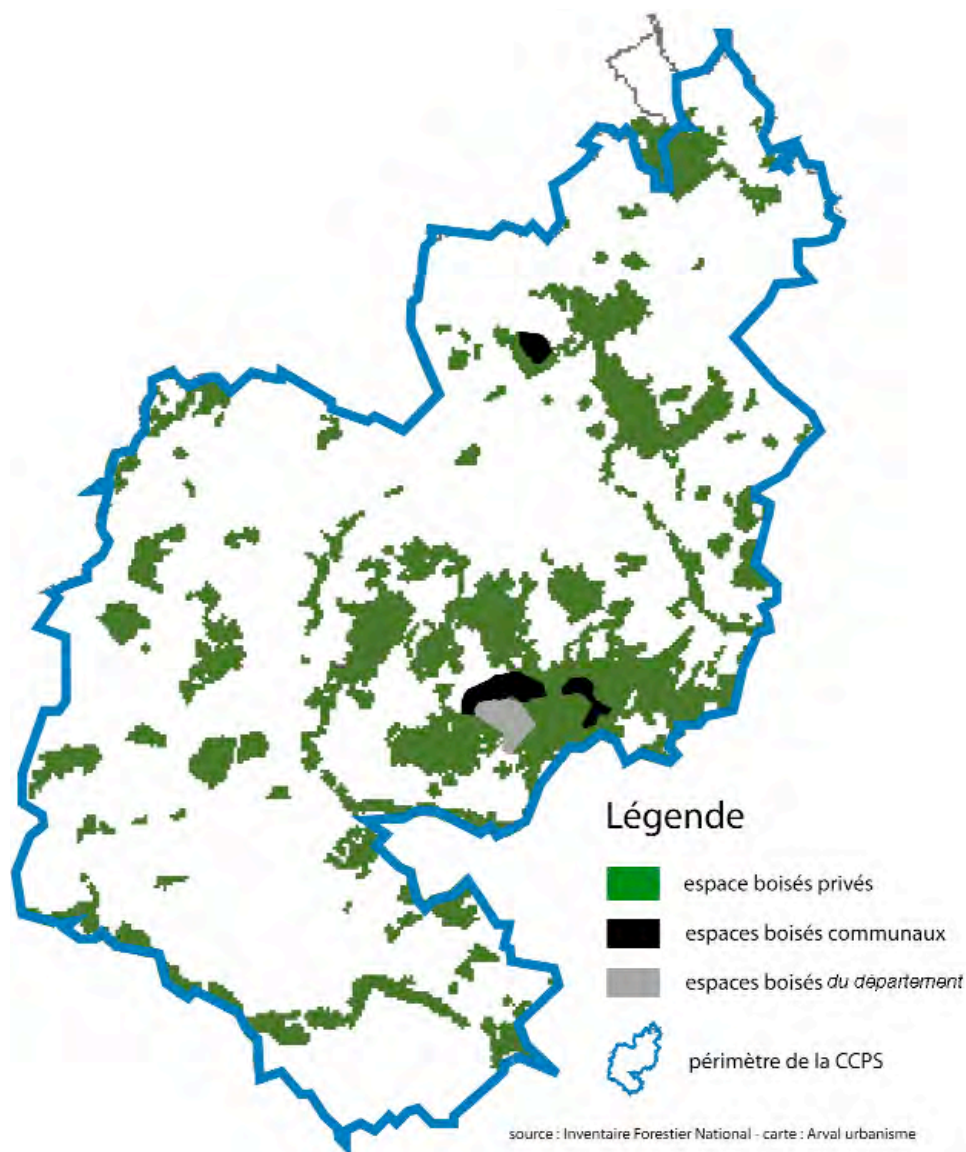 Légende
espace boisés privés
espaces boisés communaux
espaces boisés du département
périmètre de la CCPS
source : Inventaire Forestier National - carte : Arval urbanisme